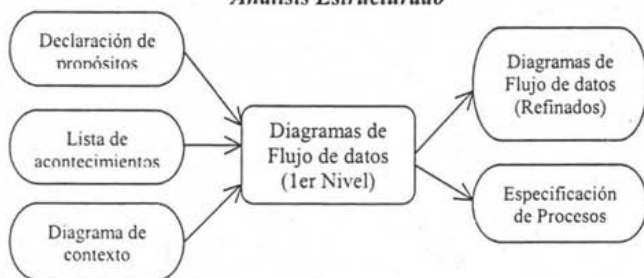 Análisis Estructurado
Declaración de
propósitos
Lista de
acontecimientos
Diagrama de
contexto
Diagramas de
Flujo de datos
(1er Nivel)
Diagramas de
Flujo de datos
(Refinados)
Especificación
de Procesos